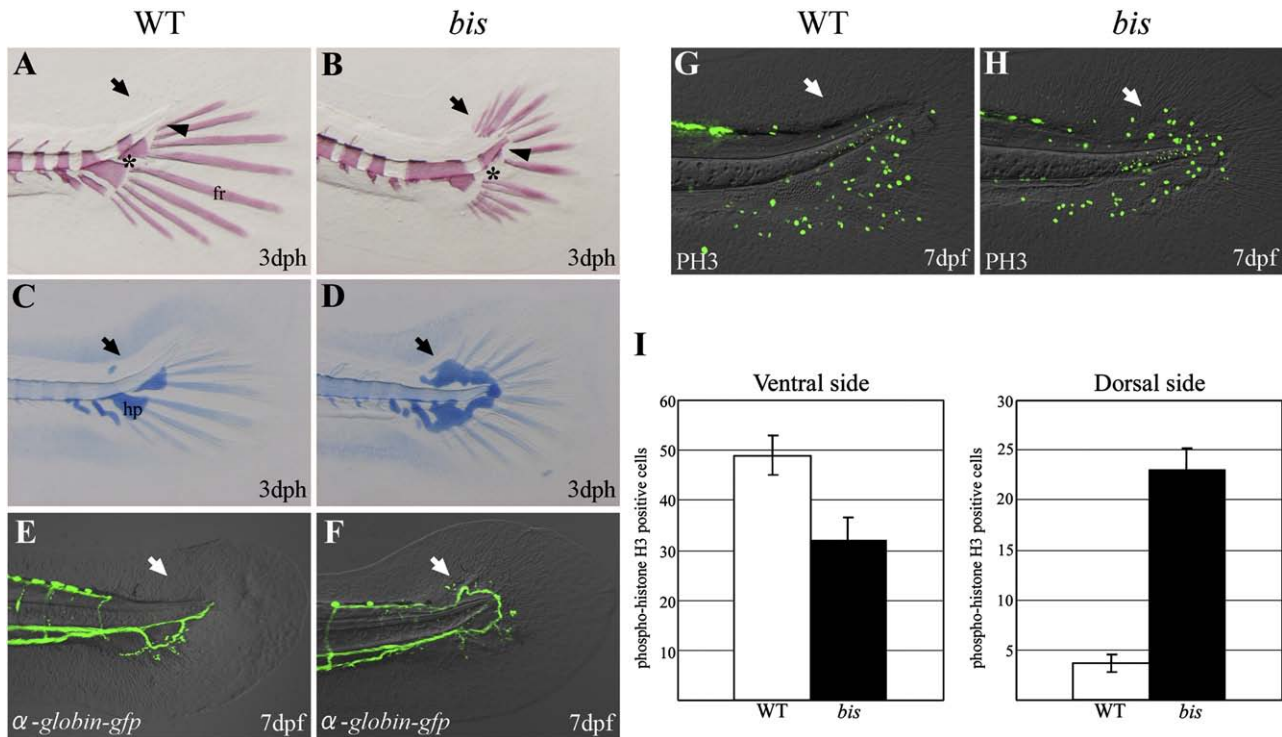 WT
bis
WT
bis
A
*
fr
3dph
B
*
3dph
G
PH3
7dpf
H
PH3
7dpf
C
hp
3dph
D
3dph
E
α-globin-gfp
7dpf
F
α-globin-gfp
7dpf
I
Ventral side
phospho-histone H3 positive cells
60
50
40
30
20
10
WT
bis
Dorsal side
phospho-histone H3 positive cells
30
25
20
15
10
5
WT
bis